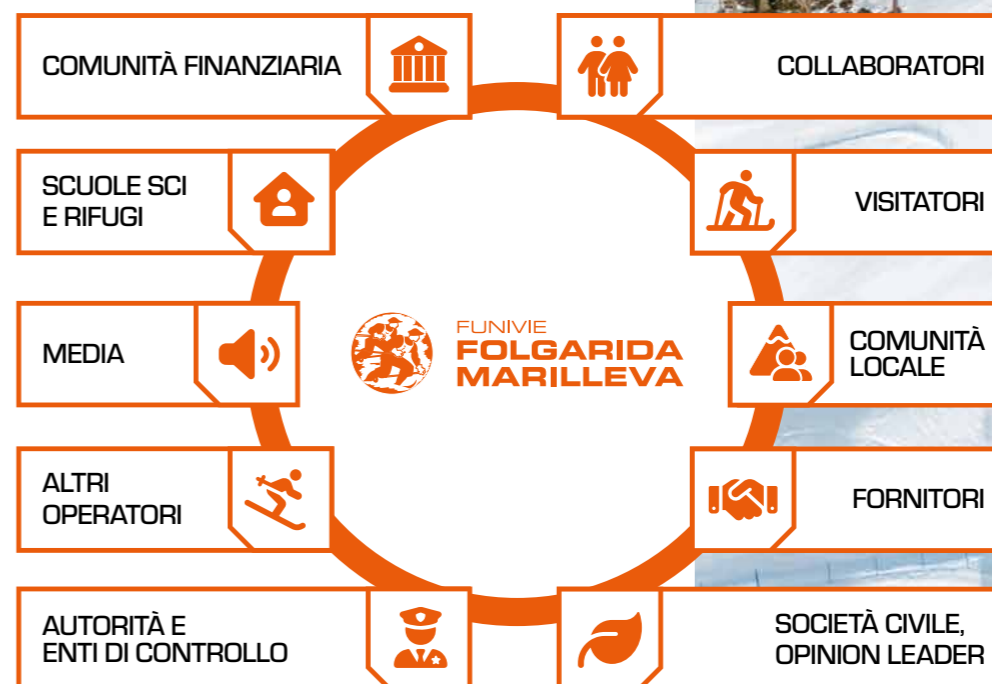 COMUNITÀ FINANZIARIA
COLLABORATORI
SCUOLE SCI
E RIFUGI
VISITATORI
MEDIA
FUNIVIE
FOLGARIDA
MARILLEVA
COMUNITÀ
LOCALE
ALTRI
OPERATORI
FORNITORI
AUTORITÀ E
ENTI DI CONTROLLO
SOCIETÀ CIVILE,
OPINION LEADER